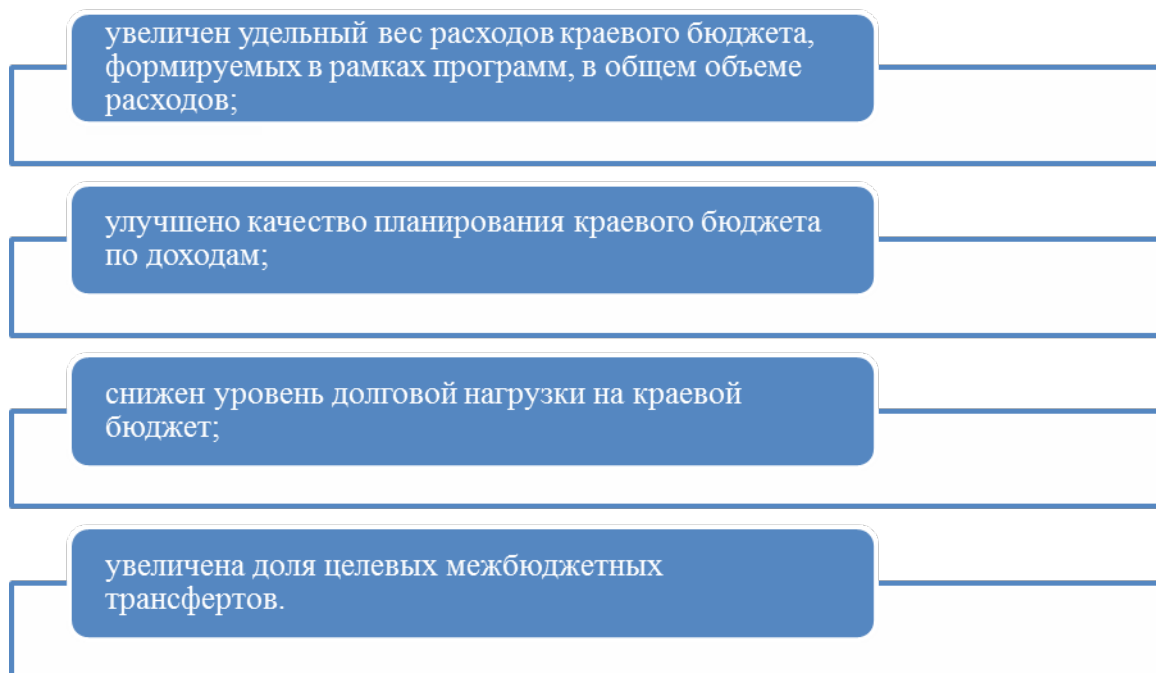 увеличен удельный вес расходов краевого бюджета,
формируемых в рамках программ, в общем объеме
расходов;
улучшено качество планирования краевого бюджета
по доходам;
снижен уровень долговой нагрузки на краевой
бюджет;
увеличена доля целевых межбюджетных
трансфертов.